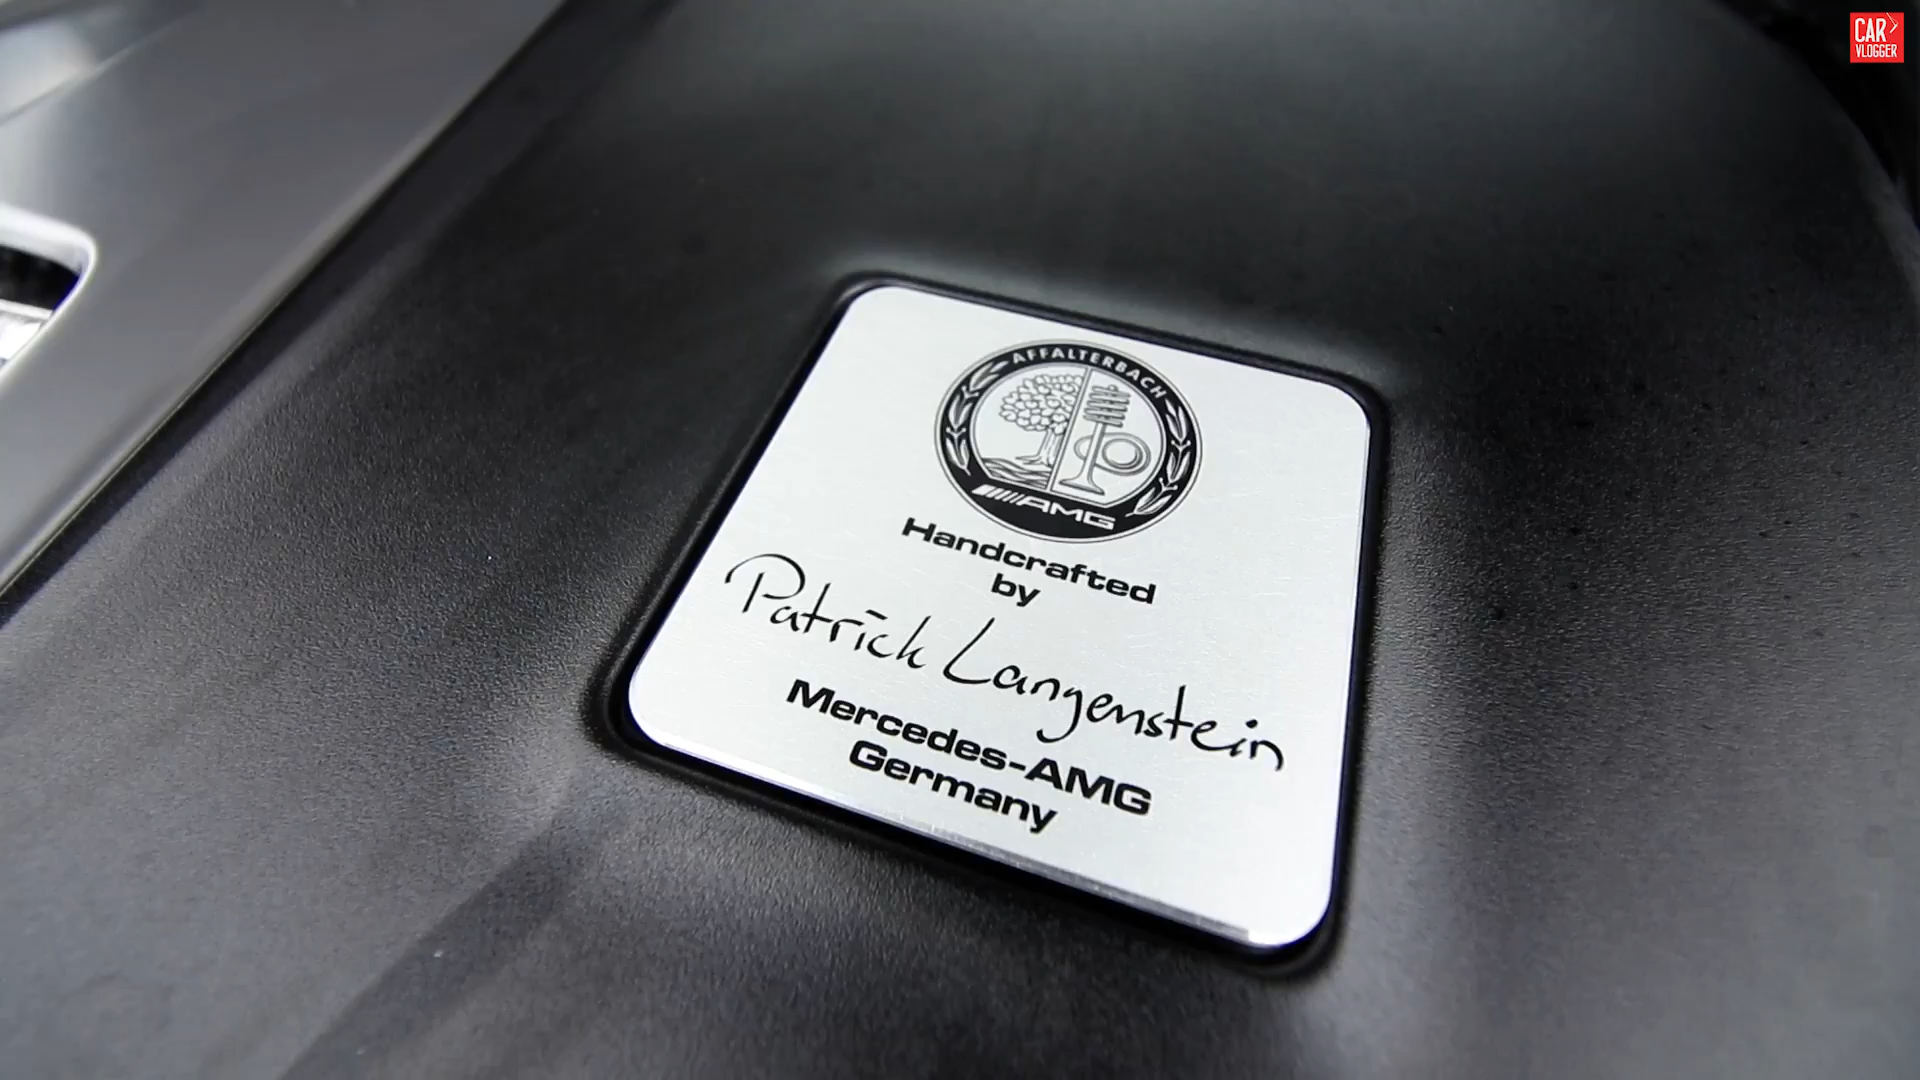 CAR
VLOGGER
AFFALTERBACH
AMG
Handcrafted
by
Patrick Langenstein
Mercedes-AMG
Germany